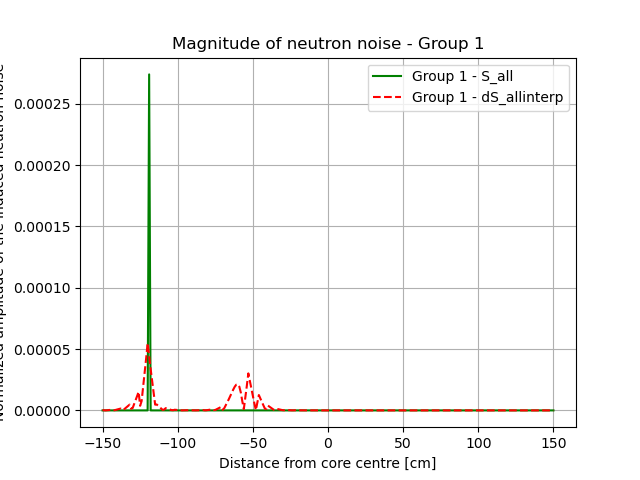 Magnitude of neutron noise - Group 1
Group 1 - S_all
Group 1 - dS_allinterp
Normalized amplitude of the induced neutron noise
0.00025
0.00020
0.00015
0.00010
0.00005
0.00000
−150
−100
−50
0
50
100
150
Distance from core centre [cm]